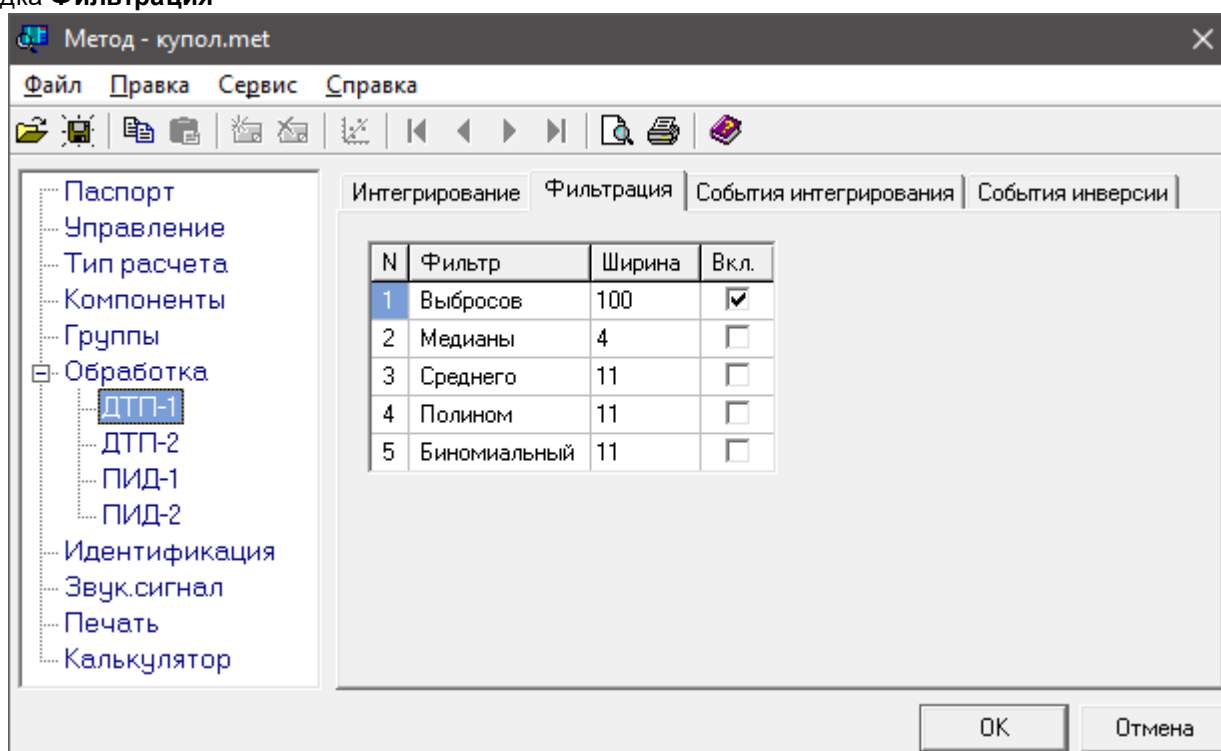 дка Фильтрация
Метод - купол.met
Файл Правка Сервис Справка
Паспорт
Управление
Тип расчета
Компоненты
Группы
Обработка
ДТП-1
ДТП-2
ПИД-1
ПИД-2
Идентификация
Звук.сигнал
Печать
Калькулятор
Интегрирование Фильтрация События интегрирования События инверсии
N Фильтр Ширина Вкл.
1 Выбросов 100
2 Медианы 4
3 Среднего 11
4 Полином 11
5 Биномиальный 11
OK Отмена